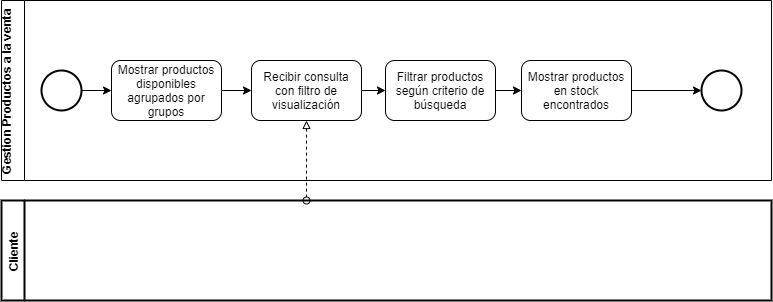 Gestion Productos a la venta
Mostrar productos
disponibles
agrupados por
grupos
Recibir consulta
con filtro de
visualización
Filtrar productos
según criterio de
búsqueda
Mostrar productos
en stock
encontrados
Cliente